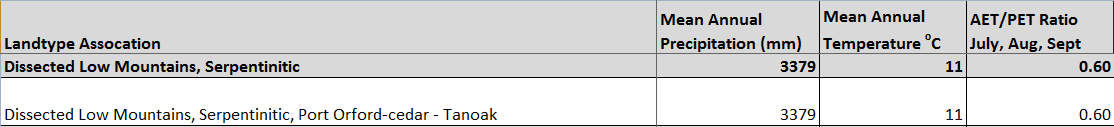 Landtype Assocation
Mean Annual
Precipitation (mm)
Mean Annual
Temperature °C
AET/PET Ratio
July, Aug, Sept
Dissected Low Mountains, Serpentinitic 3379 11 0.60
Dissected Low Mountains, Serpentinitic, Port Orford-cedar - Tanoak 3379 11 0.60